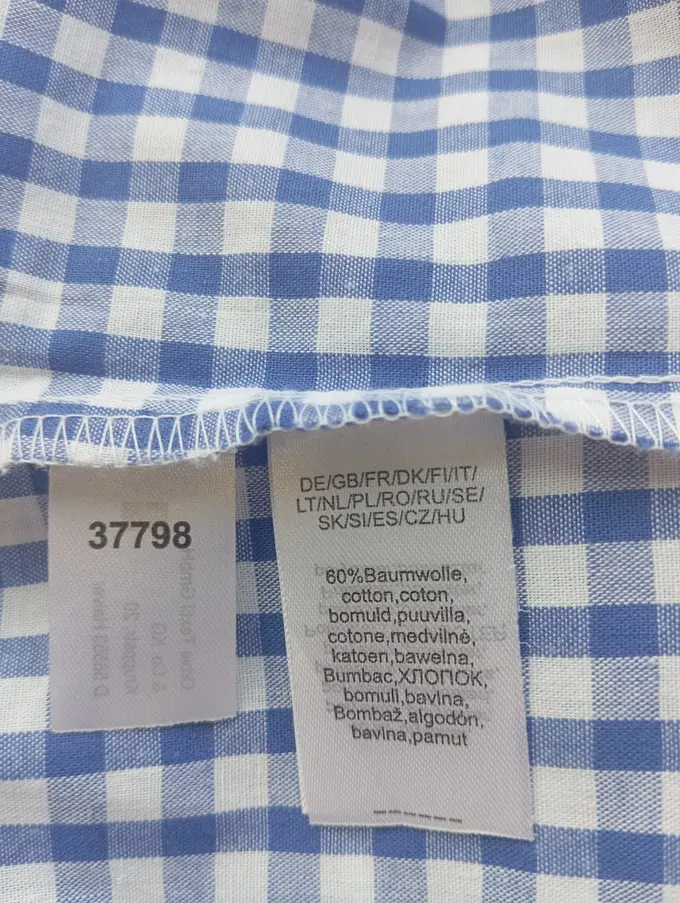 37798
DE/GB/FR/DK/FI/IT/
LT/NL/PL/RO/RU/SE/
SK/SI/ES/CZ/HU
60%Baumwolle,
cotton,coton,
bomuld,puuvilla,
cotone,medvilnė,
katoen,bawełna,
Bumbac,ХЛОПОК,
bomull,bavlna,
Bombaž,algodón,
bavlna,pamut